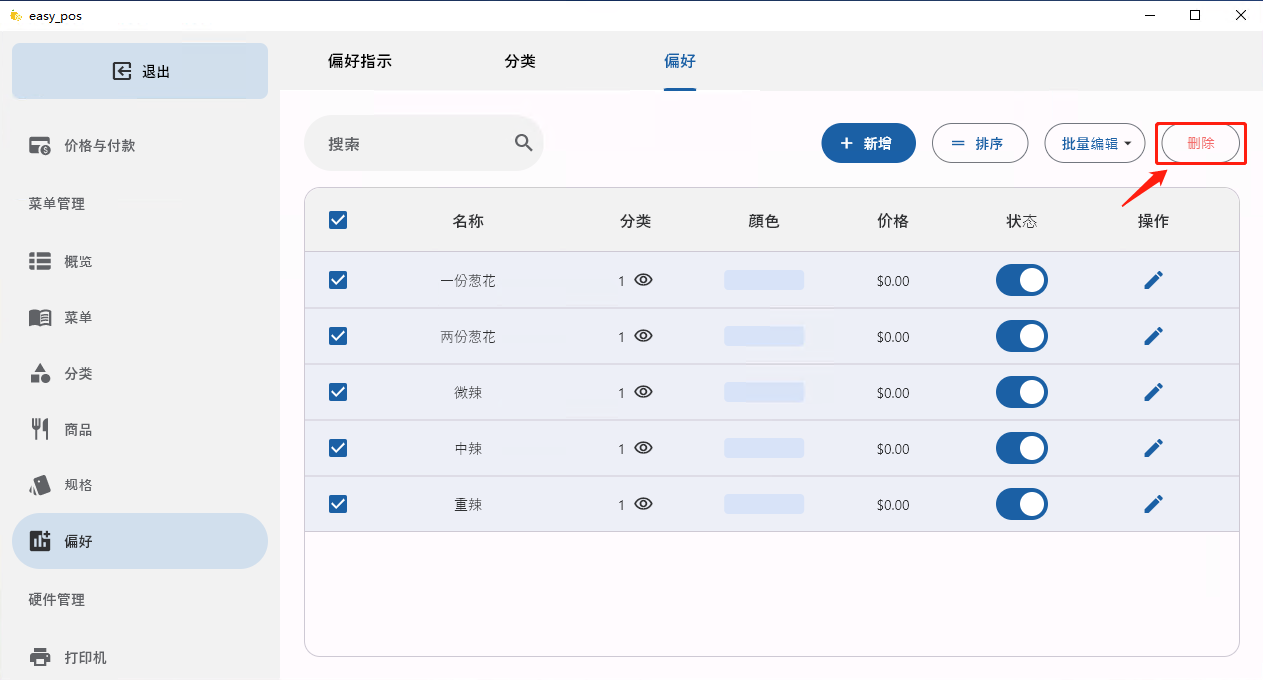 easy_pos
退出
价格与付款
菜单管理
概览
菜单
分类
商品
规格
偏好
硬件管理
打印机
偏好指示 分类 偏好
搜索 新增 排序 批量编辑 删除
名称 分类 颜色 价格 状态 操作
一份葱花 1 $0.00
两份葱花 1 $0.00
微辣 1 $0.00
中辣 1 $0.00
重辣 1 $0.00